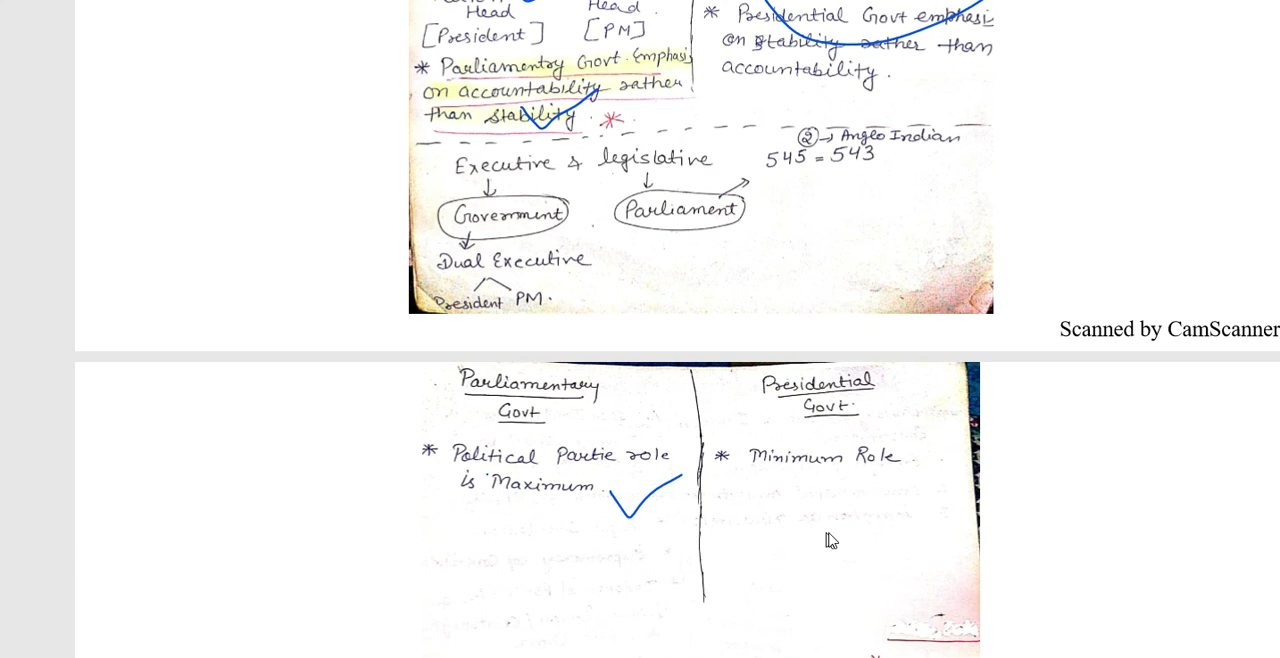 Head
Head.
[President]
[PM]
* Parliamentry Govt. Emphasis
on accountability rather
than stability. *
* Presidential Govt emphasi
on stability rather than
accountability.
② → Anglo Indian
545 = 543
Executive & legislative
Government
Parliament
Dual Executive
President PM.
Scanned by CamScanner
Parliamentary
Govt
* Political Partie role
is Maximum.
Presidential
Govt.
* Minimum Role.